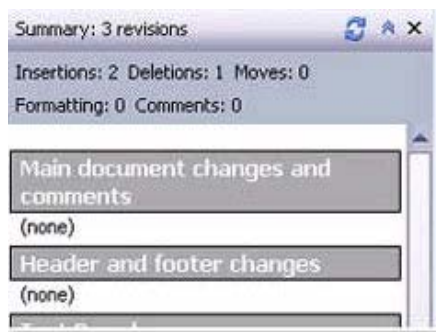 Summary: 3 revisions
Insertions: 2 Deletions: 1 Moves: 0
Formatting: 0 Comments: 0
Main document changes and
comments
(none)
Header and footer changes
(none)